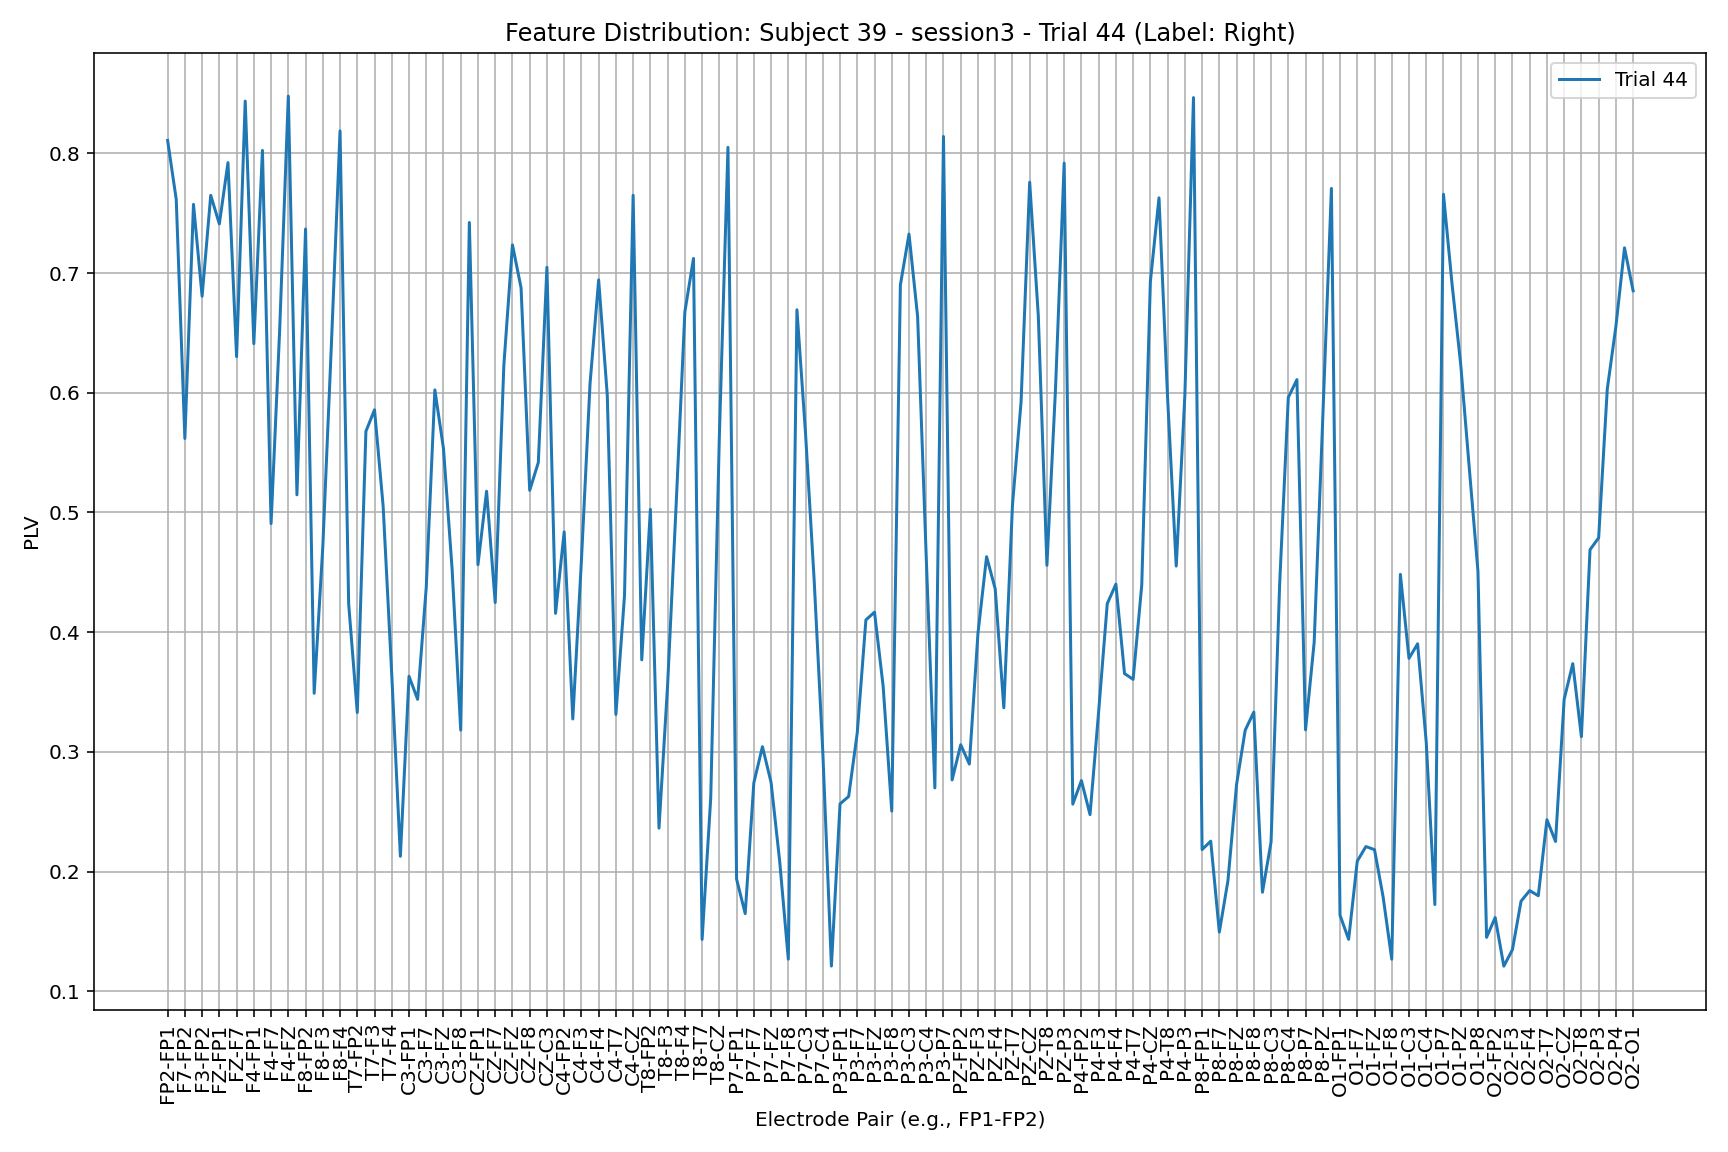 Feature Distribution: Subject 39 - session3 - Trial 44 (Label: Right)
Trial 44
PLV
0.8
0.7
0.6
0.5
0.4
0.3
0.2
0.1
FP2-FP1
F7-FP2
F3-FP2
FZ-FP1
FZ-F7
F4-FP1
F4-F7
F4-FZ
F8-FP2
F8-F3
F8-F4
T7-FP2
T7-F3
T7-F4
C3-FP1
C3-F7
C3-FZ
C3-F8
CZ-FP1
CZ-F7
CZ-FZ
CZ-F8
CZ-C3
C4-FP2
C4-F3
C4-F4
C4-T7
C4-CZ
T8-FP2
T8-F3
T8-F4
T8-T7
T8-CZ
P7-FP1
P7-F7
P7-FZ
P7-F8
P7-C3
P7-C4
P3-FP1
P3-F7
P3-FZ
P3-F8
P3-C3
P3-C4
P3-P7
PZ-FP2
PZ-F3
PZ-F4
PZ-T7
PZ-CZ
PZ-T8
PZ-P3
P4-FP2
P4-F3
P4-F4
P4-T7
P4-CZ
P4-T8
P4-P3
P8-FP1
P8-F7
P8-FZ
P8-F8
P8-C3
P8-C4
P8-P7
P8-PZ
O1-FP1
O1-F7
O1-FZ
O1-F8
O1-C3
O1-C4
O1-P7
O1-PZ
O1-P8
O2-FP2
O2-F3
O2-F4
O2-T7
O2-CZ
O2-T8
O2-P3
O2-P4
O2-O1
Electrode Pair (e.g., FP1-FP2)